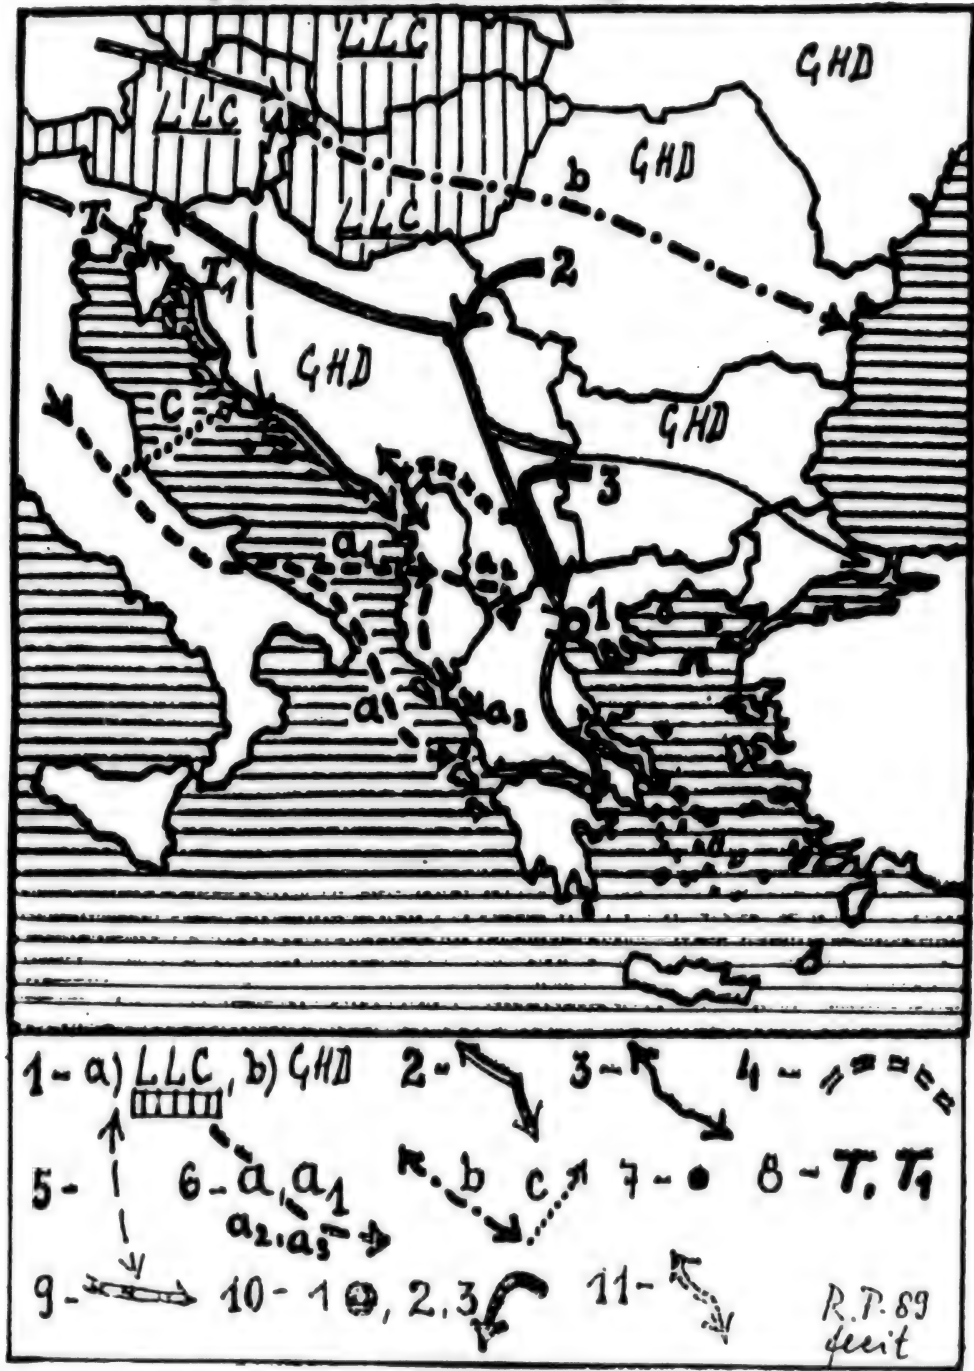 LLC
GHD
LLC
GHD
b
LLC
T
T1
2
GHD
C
GHD
3
a1
a2
1
a
a3
1 - a) LLC, b) GHD 2 - 3 - 4 -
5 - 6 - a, a1 b c 7 - 8 - T, T1
a2, a3
9 - 10 - 1, 2, 3 11 -
R.P. 89
fecit